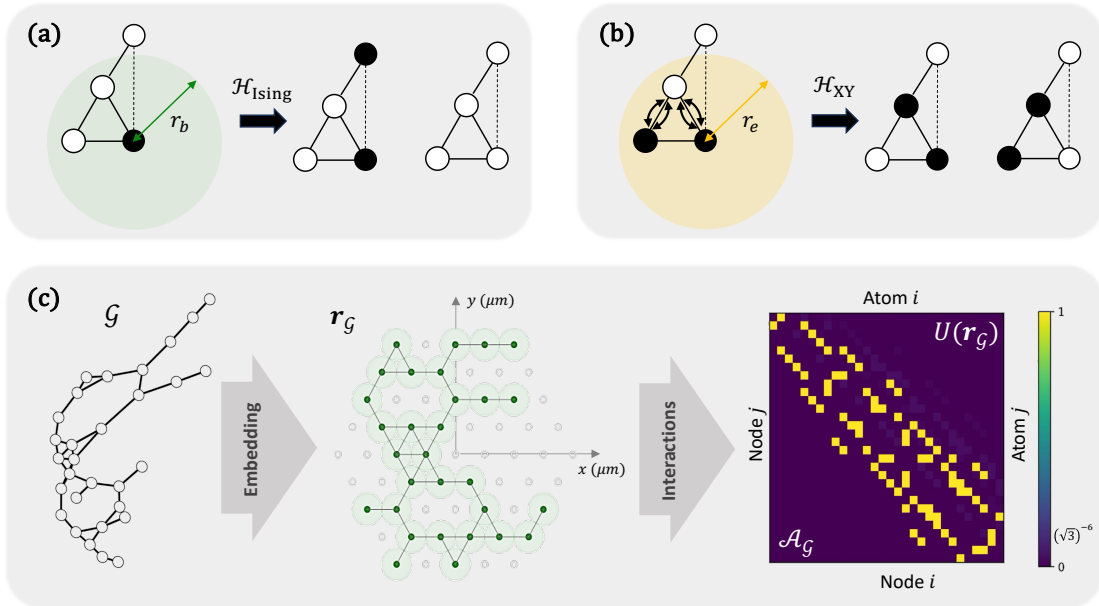 (a)
r_b
ℋ_Ising
(b)
r_e
ℋ_XY
(c)
𝒢
Embedding
r_𝒢
y (μm)
x (μm)
Interactions
Atom i
U(r_𝒢)
Node j
Atom j
𝒜_𝒢
Node i
1
(√3)^−6
0